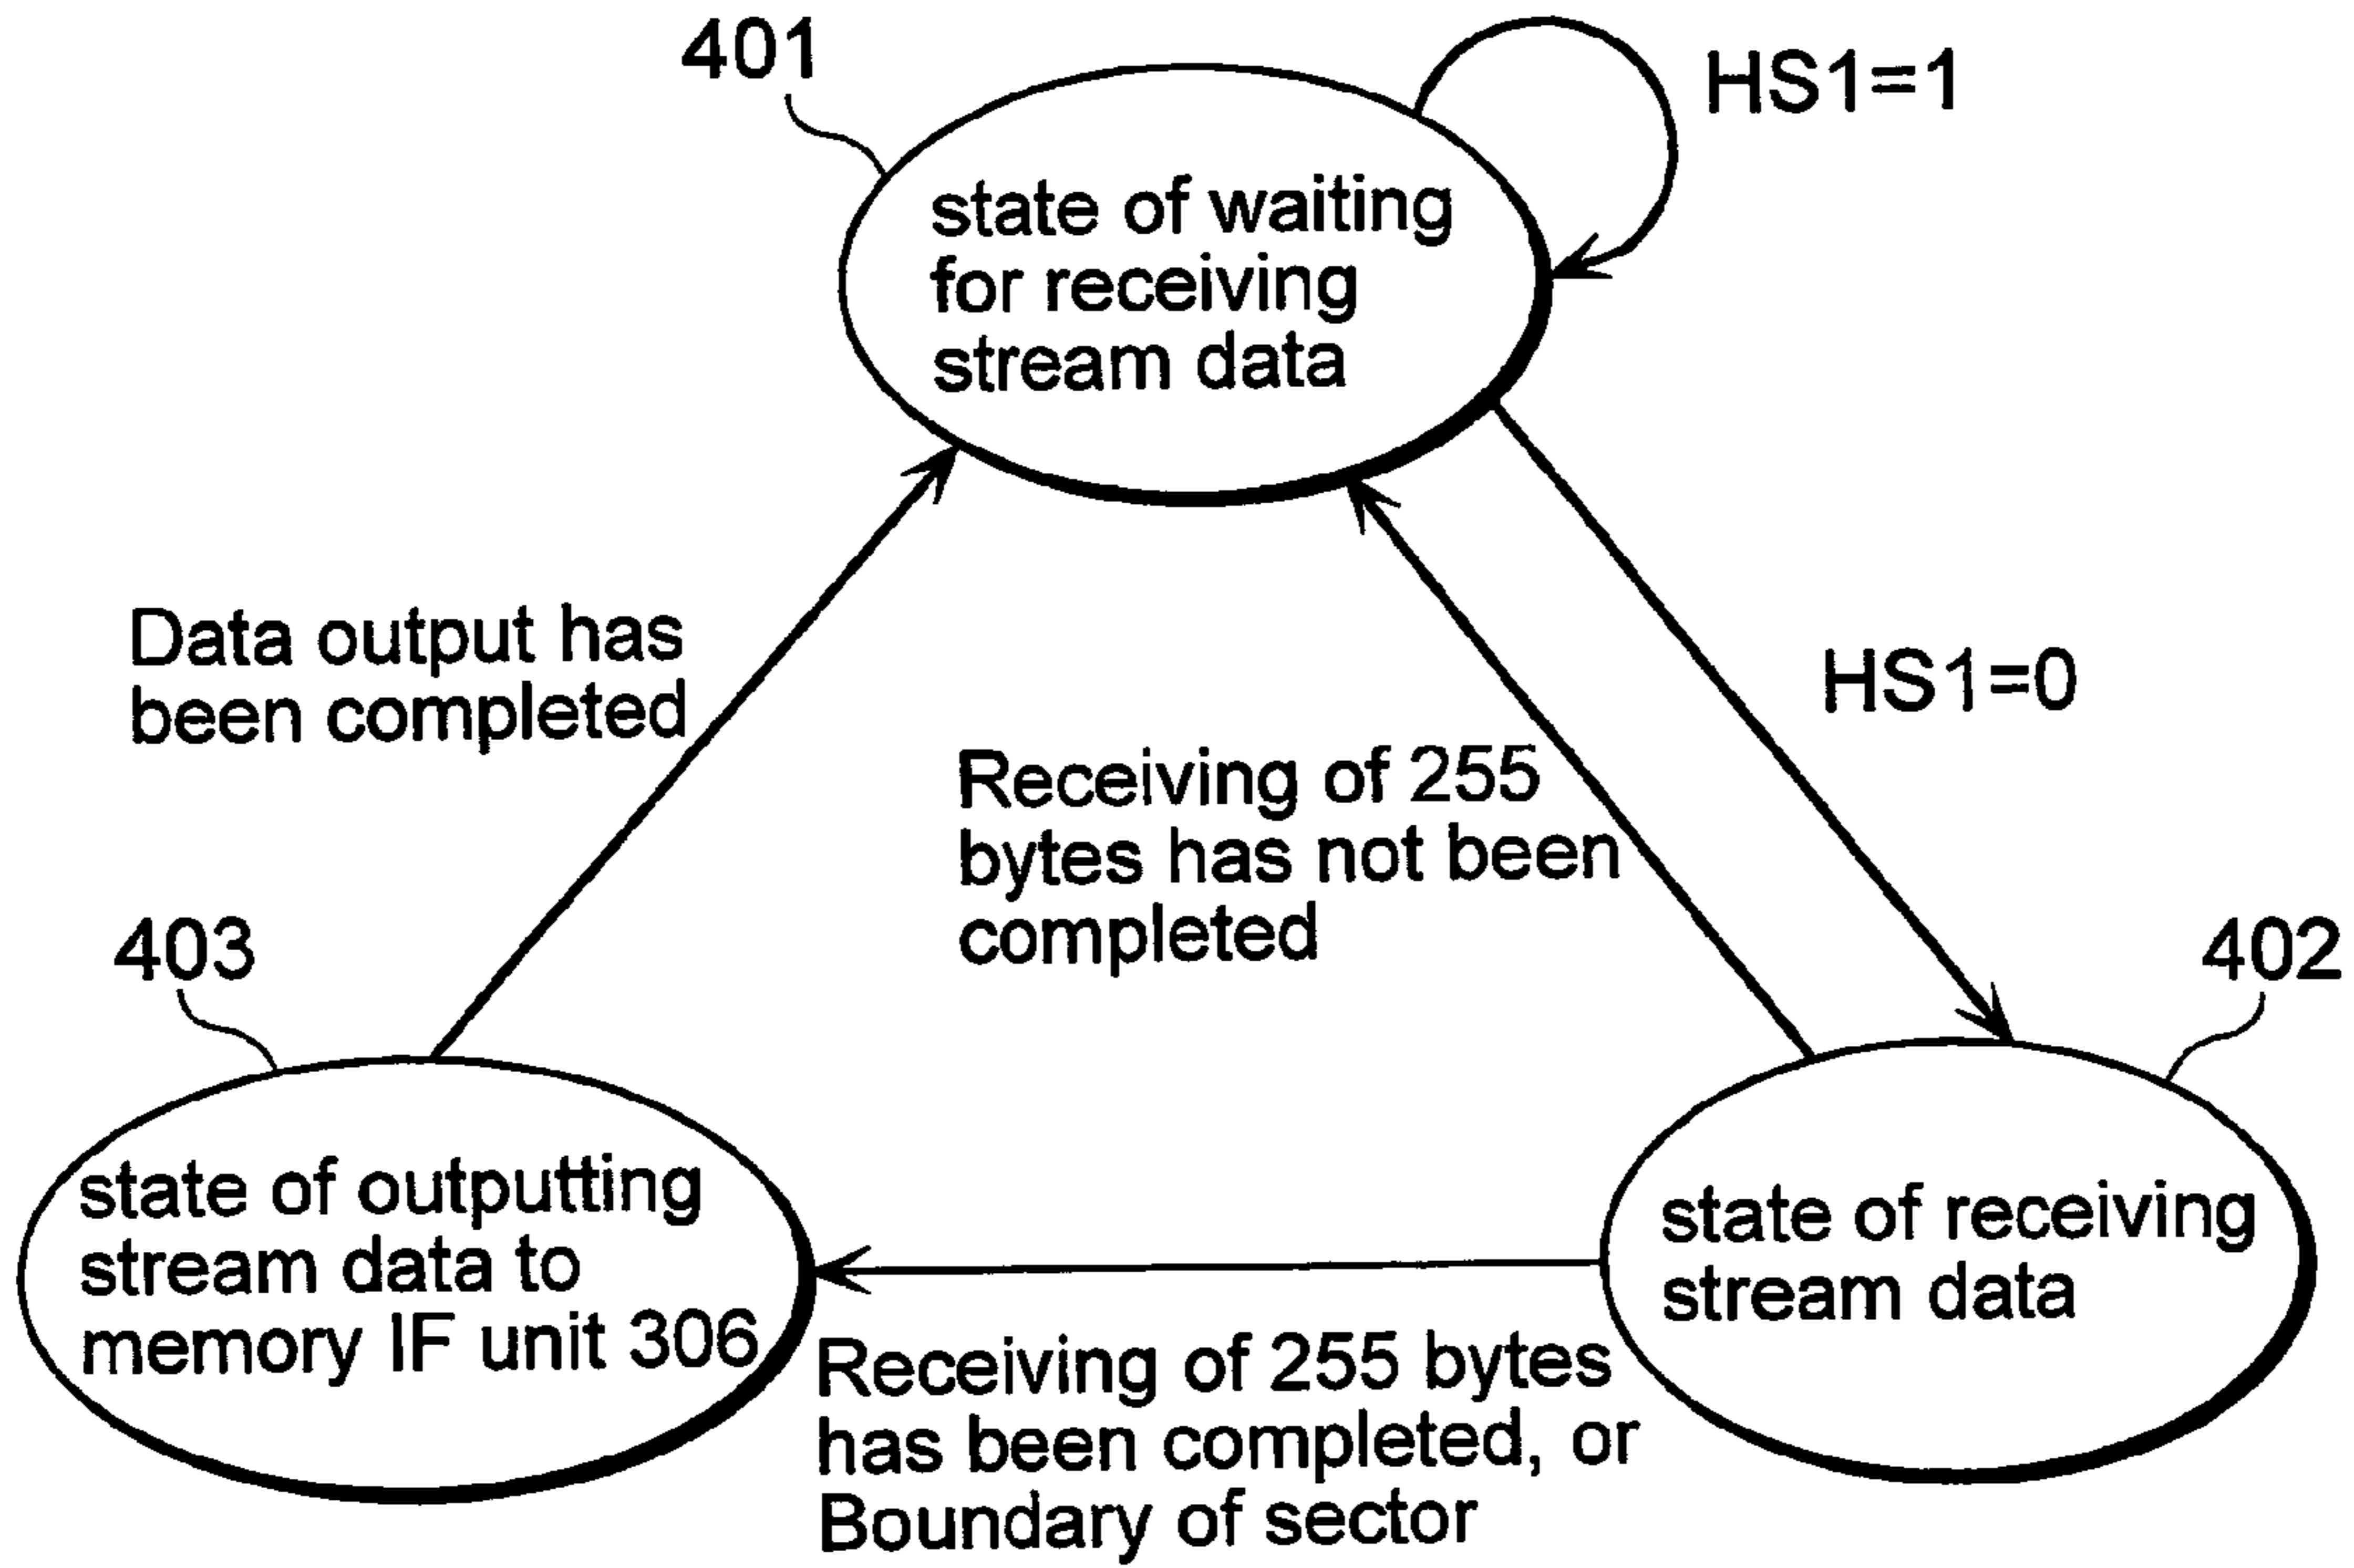 401
HS1=1
state of waiting
for receiving
stream data
Data output has
been completed
HS1=0
Receiving of 255
bytes has not been
completed
403
402
state of outputting
stream data to
memory IF unit 306
state of receiving
stream data
Receiving of 255 bytes
has been completed, or
Boundary of sector